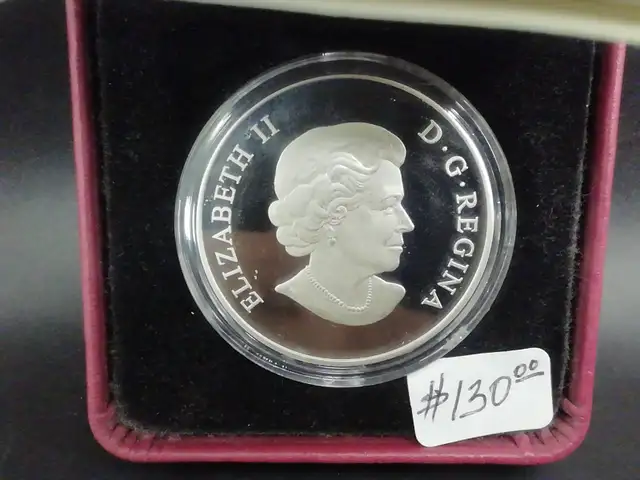 ELIZABETH II
D·G·REGINA
$130⁰⁰